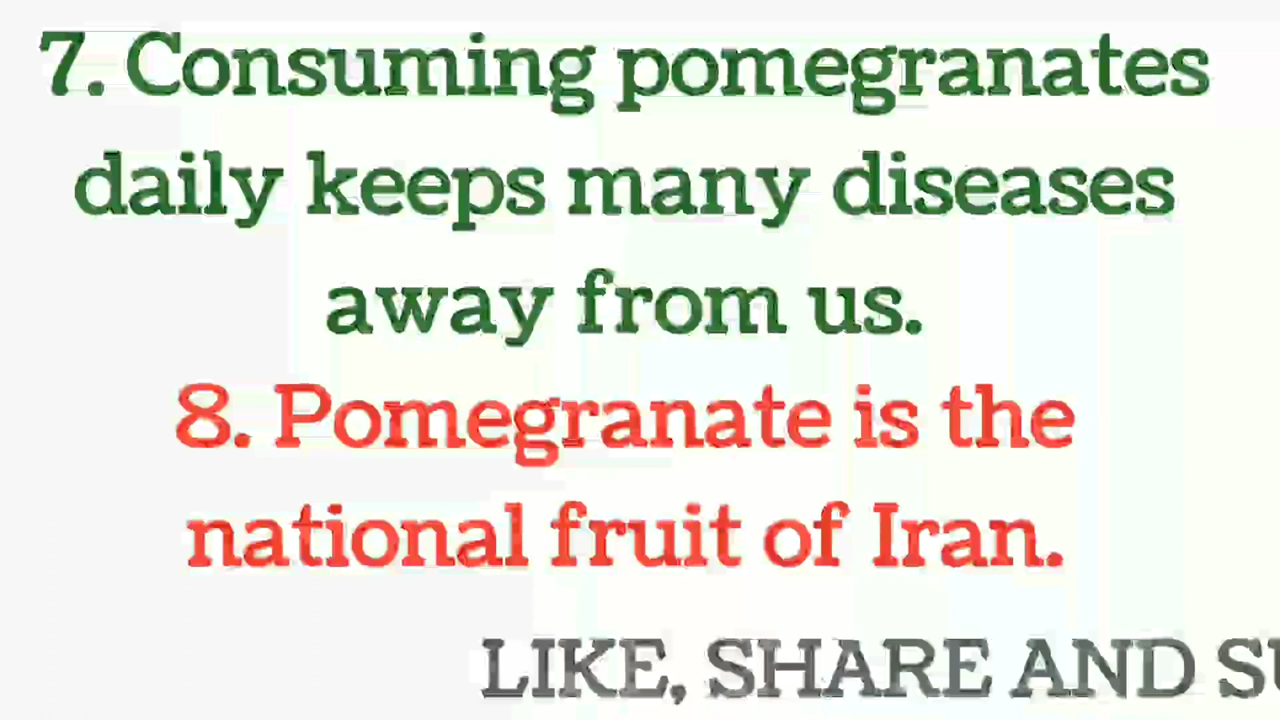 7. Consuming pomegranates
daily keeps many diseases
away from us.
8. Pomegranate is the
national fruit of Iran.
LIKE, SHARE AND